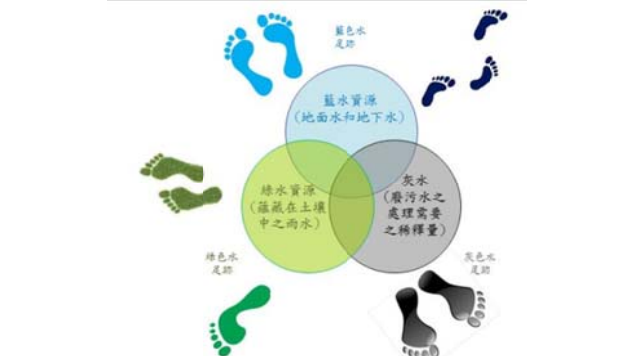 藍色水
足跡
藍水資源
(地面水和地下水)
綠水資源
(蘊藏在土壤
中之雨水)
灰水
(廢污水之
處理需要
之稀釋量)
綠色水
足跡
灰色水
足跡